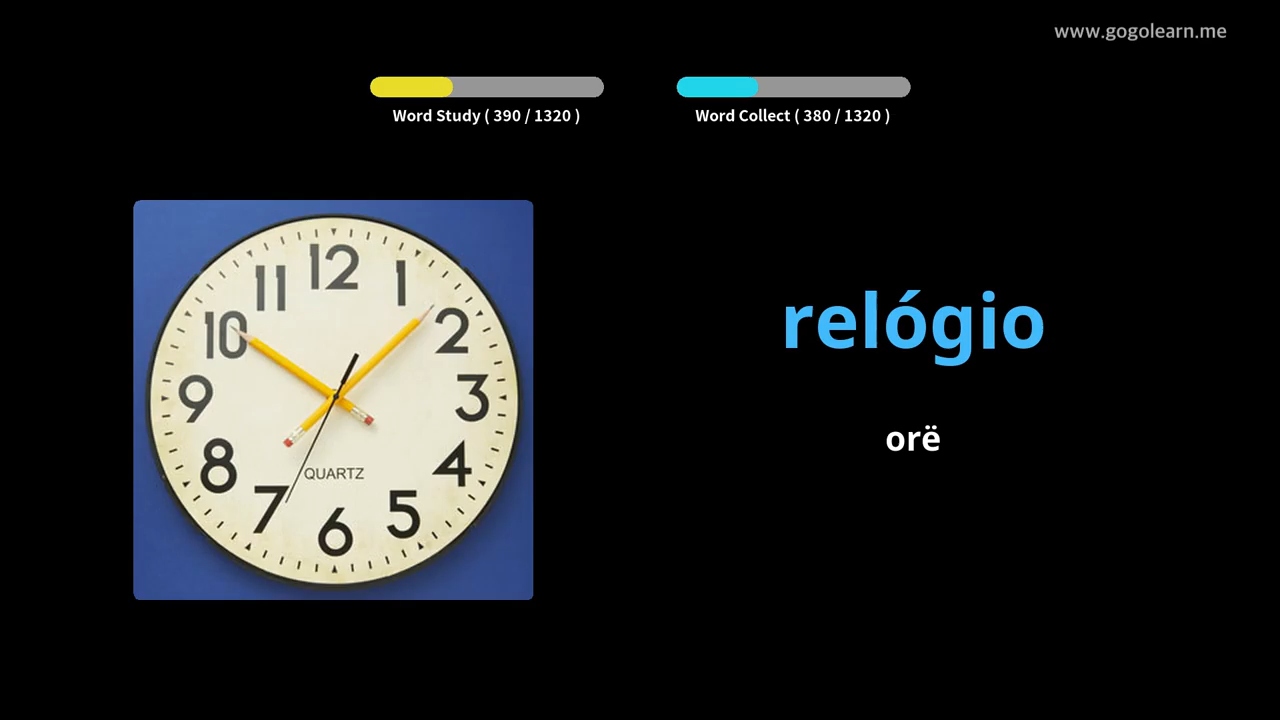 www.gogolearn.me
Word Study ( 390 / 1320 )
Word Collect ( 380 / 1320 )
12
11
1
10
2
9
3
8
4
QUARTZ
7
5
6
relógio
orë